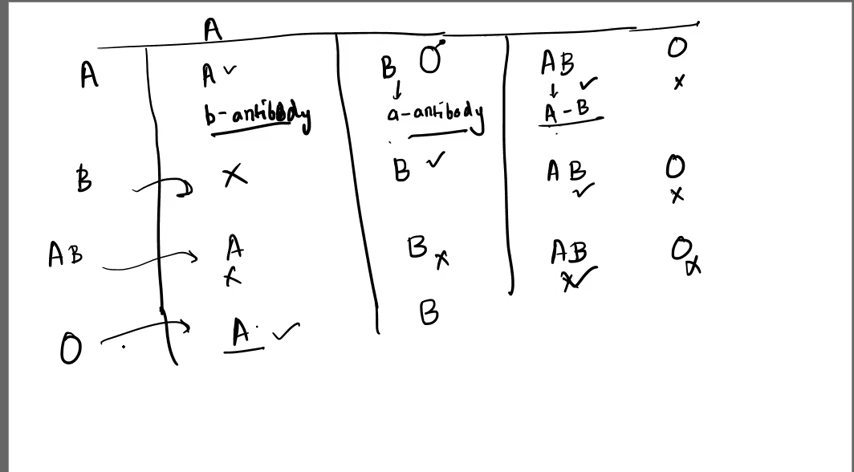 A
A A ✓ B O AB ✓ O x
↓ ↓
b-antibody a-antibody A-B
B → x B ✓ AB ✓ O x
AB → A x B x AB x✓ O x
O → A ✓ B